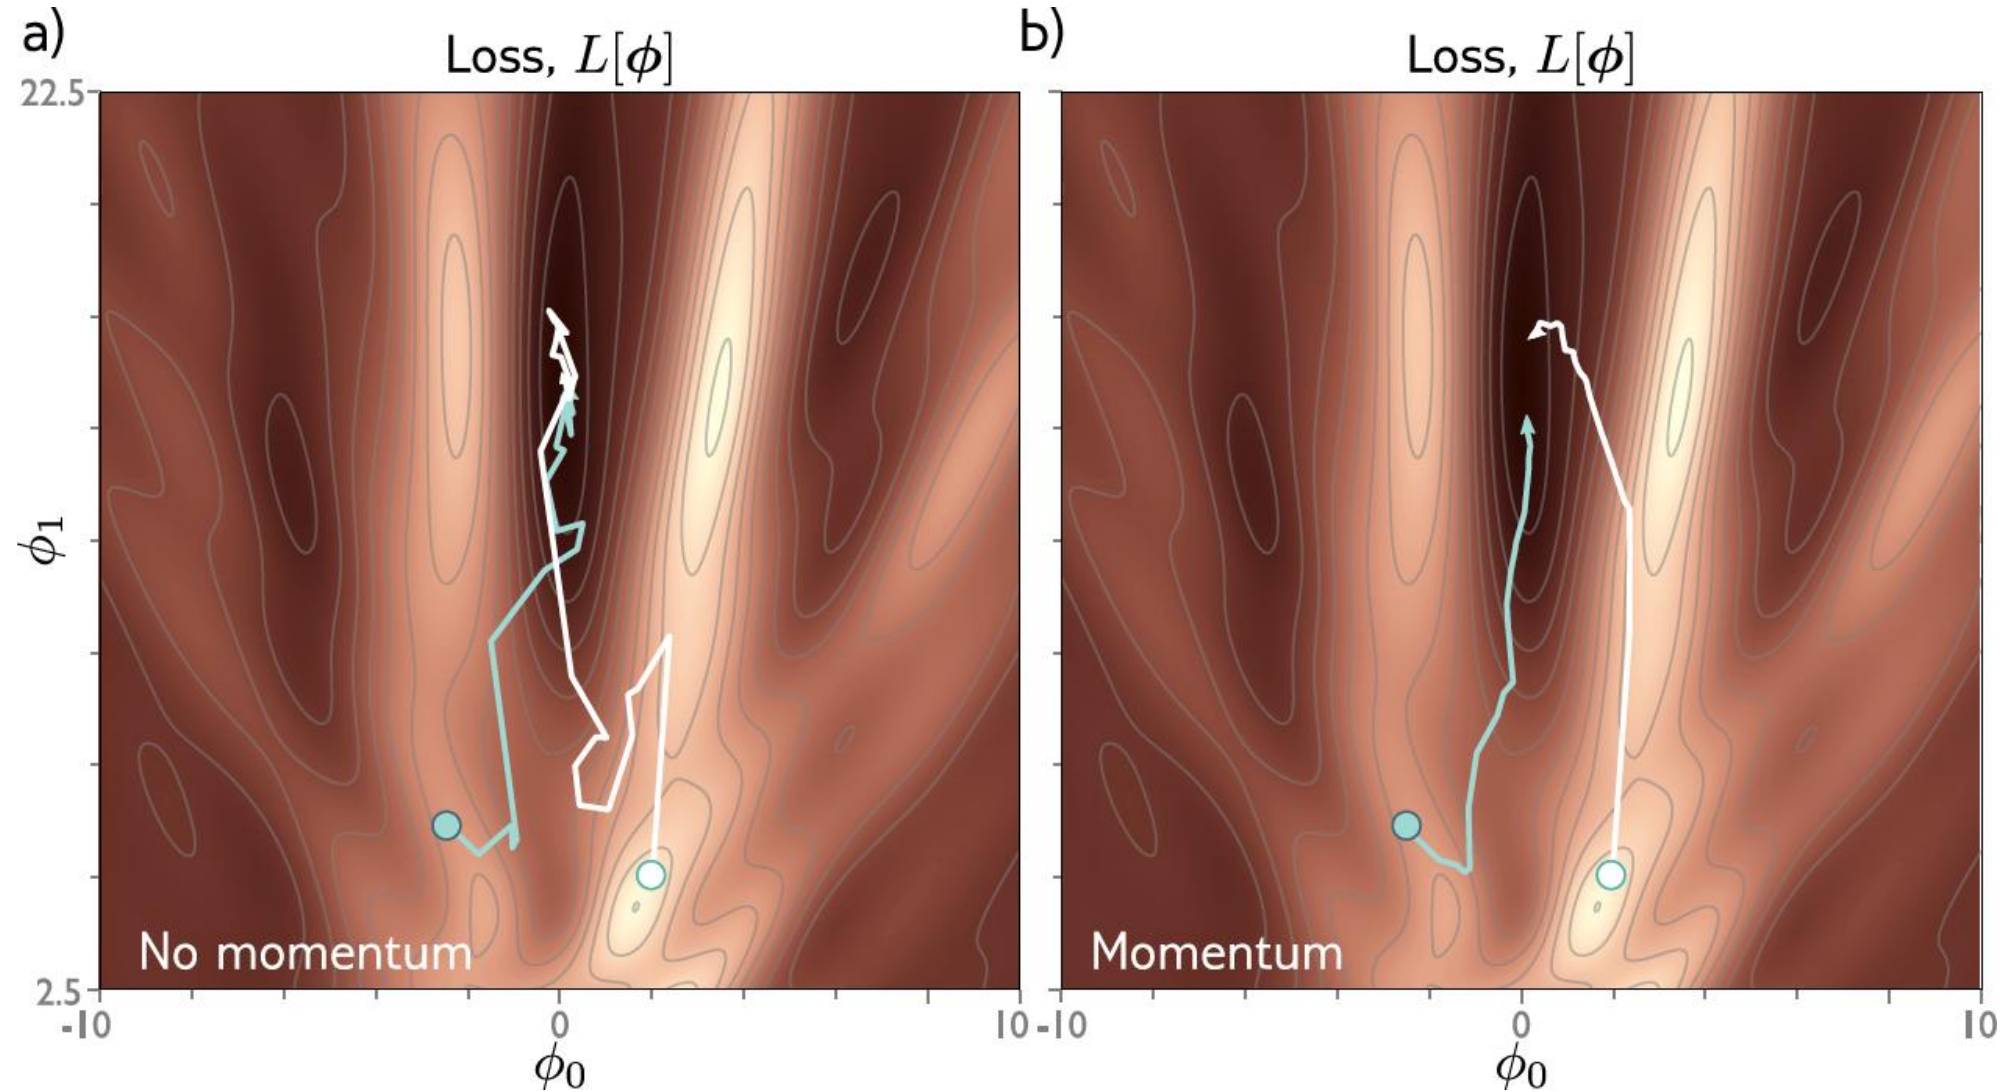 a)
Loss, L[ϕ]
22.5
ϕ₁
2.5
-10
0
10
ϕ₀
No momentum
b)
Loss, L[ϕ]
-10
0
10
ϕ₀
Momentum